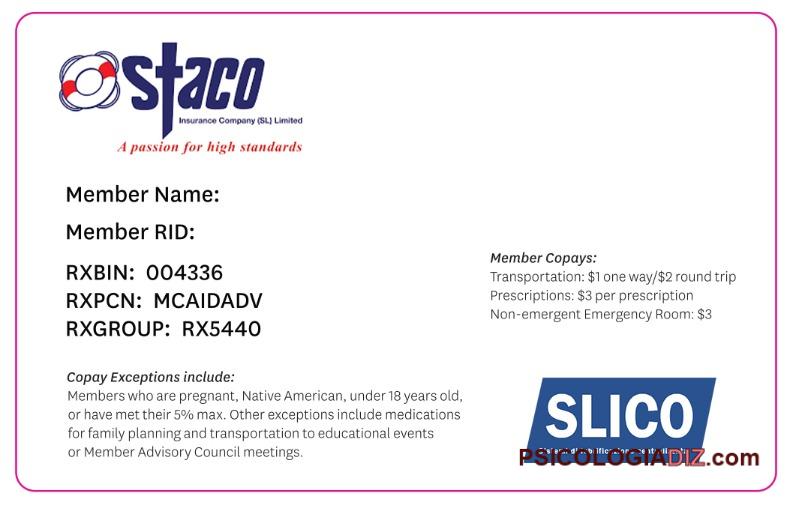 staco
Insurance Company (SL) Limited
A passion for high standards
Member Name:
Member RID:
RXBIN: 004336
RXPCN: MCAIDADV
RXGROUP: RX5440
Member Copays:
Transportation: $1 one way/$2 round trip
Prescriptions: $3 per prescription
Non-emergent Emergency Room: $3
Copay Exceptions include:
Members who are pregnant, Native American, under 18 years old,
or have met their 5% max. Other exceptions include medications
for family planning and transportation to educational events
or Member Advisory Council meetings.
SLICO
PSICOLOGIADIZ.com